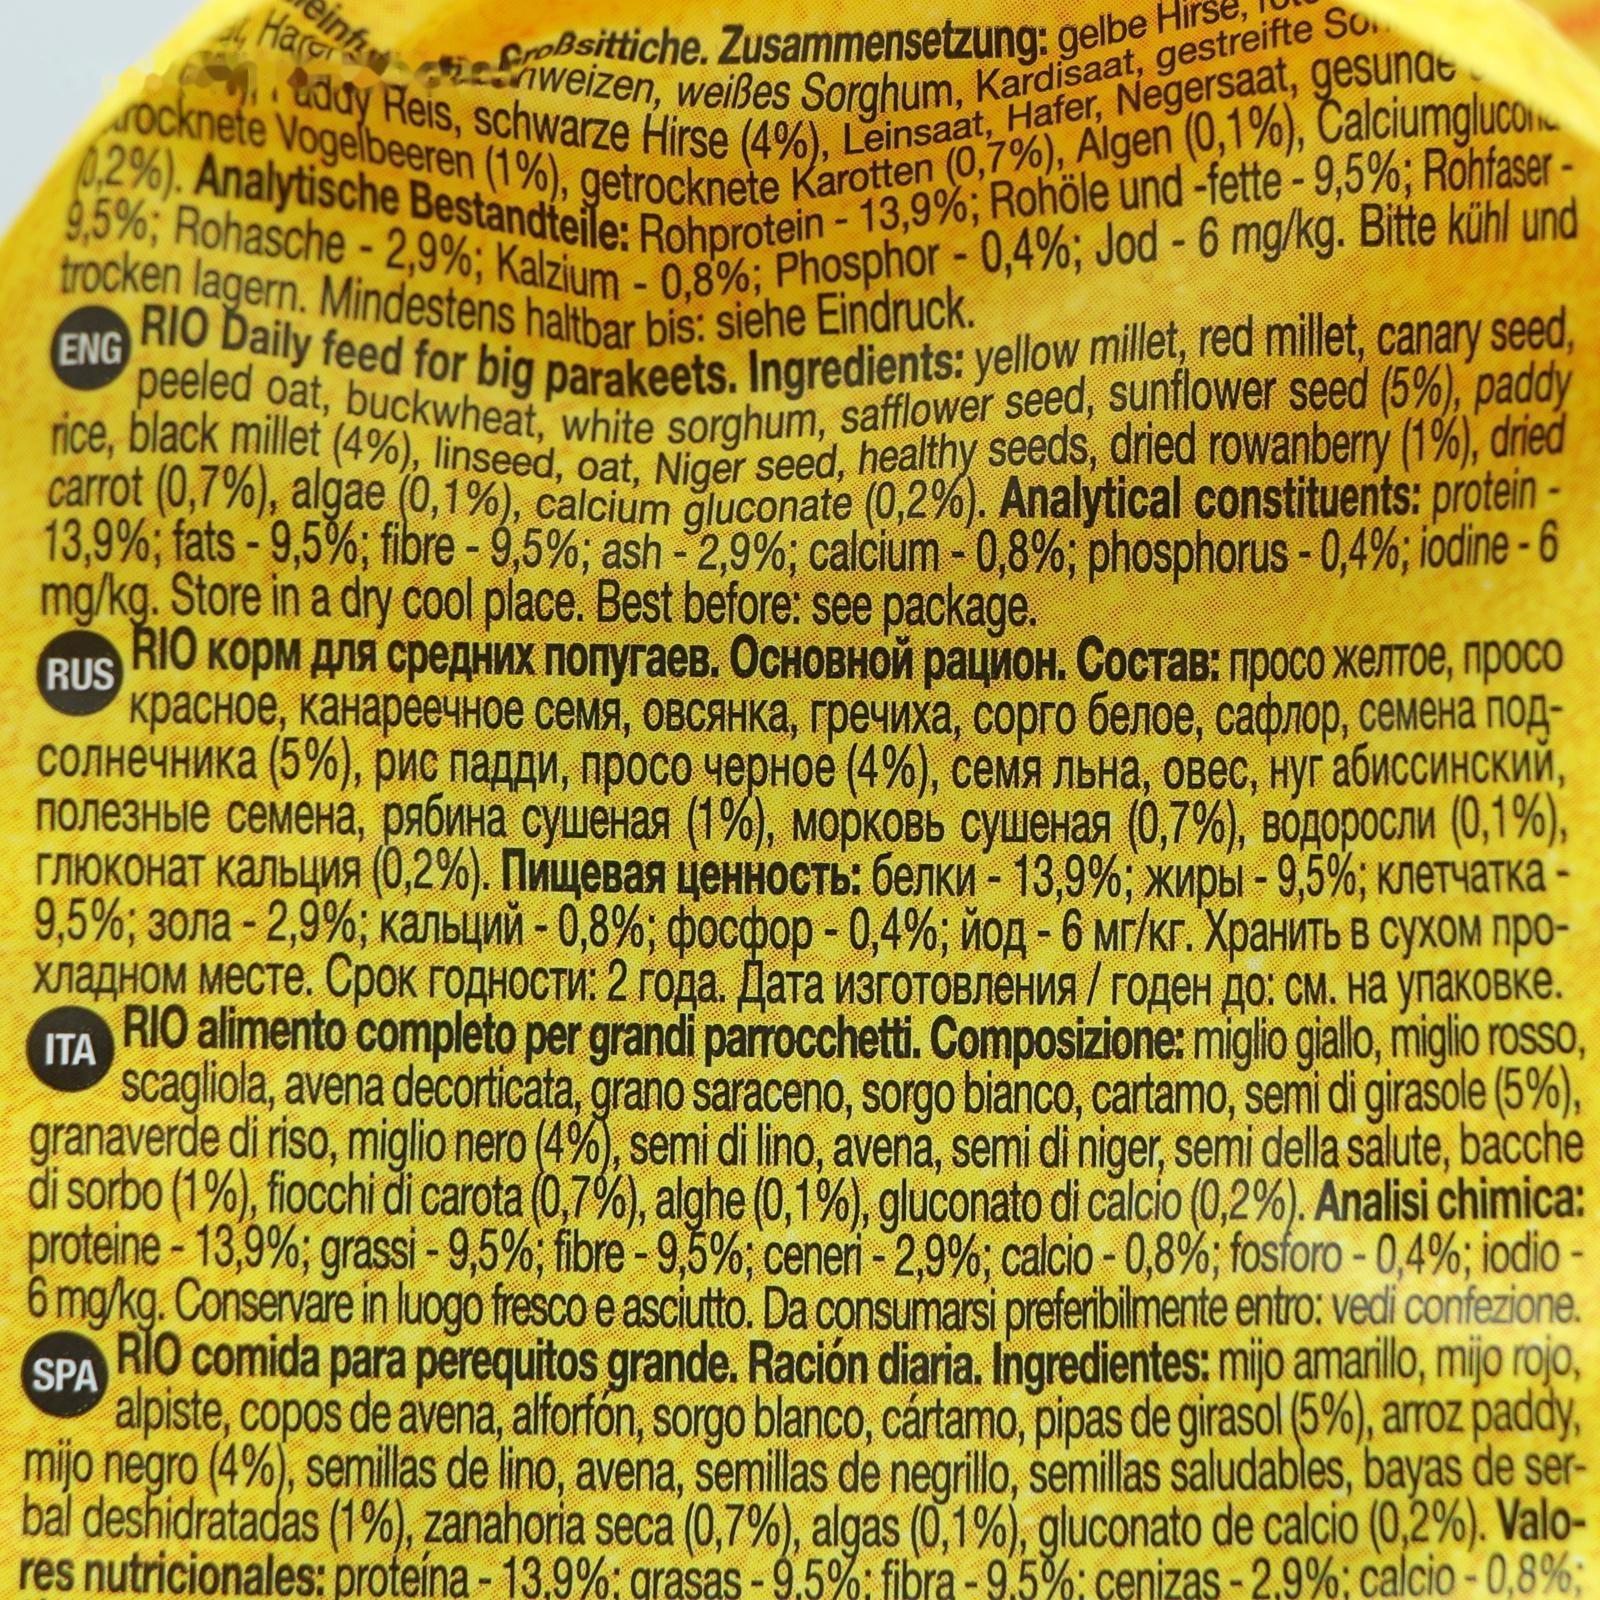 Großsittiche. Zusammensetzung: gelbe Hirse,
weißes Sorghum, Kardisaat, gestreifte
Reis, schwarze Hirse (4%), Leinsaat, Hafer, Negersaat, gesunde
Vogelbeeren (1%), getrocknete Karotten (0,7%), Algen (0,1%),
(0,2%). Analytische Bestandteile: Rohprotein - 13,9%; Rohöle und -fette - 9,5%; Rohfaser -
9,5%; Rohasche - 2,9%; Kalzium - 0,8%; Phosphor - 0,4%; Jod - 6 mg/kg. Bitte kühl und
trocken lagern. Mindestens haltbar bis: siehe Eindruck.
ENG RIO Daily feed for big parakeets. Ingredients: yellow millet, red millet, canary seed,
peeled oat, buckwheat, white sorghum, safflower seed, sunflower seed (5%), paddy
rice, black millet (4%), linseed, oat, Niger seed, healthy seeds, dried rowanberry (1%), dried
carrot (0,7%), algae (0,1%), calcium gluconate (0,2%). Analytical constituents: protein -
13,9%; fats - 9,5%; fibre - 9,5%; ash - 2,9%; calcium - 0,8%; phosphorus - 0,4%; iodine - 6
mg/kg. Store in a dry cool place. Best before: see package.
RUS RIO корм для средних попугаев. Основной рацион. Состав: просо желтое, просо
красное, канареечное семя, овсянка, гречиха, сорго белое, сафлор, семена под-
солнечника (5%), рис падди, просо черное (4%), семя льна, овес, нуг абиссинский,
полезные семена, рябина сушеная (1%), морковь сушеная (0,7%), водоросли (0,1%),
глюконат кальция (0,2%). Пищевая ценность: белки - 13,9%; жиры - 9,5%; клетчатка -
9,5%; зола - 2,9%; кальций - 0,8%; фосфор - 0,4%; йод - 6 мг/кг. Хранить в сухом про-
хладном месте. Срок годности: 2 года. Дата изготовления / годен до: см. на упаковке.
ITA RIO alimento completo per grandi parrocchetti. Composizione: miglio giallo, miglio rosso,
scagliola, avena decorticata, grano saraceno, sorgo bianco, cartamo, semi di girasole (5%),
granaverde di riso, miglio nero (4%), semi di lino, avena, semi di niger, semi della salute, bacche
di sorbo (1%), fiocchi di carota (0,7%), alghe (0,1%), gluconato di calcio (0,2%). Analisi chimica:
proteine - 13,9%; grassi - 9,5%; fibre - 9,5%; ceneri - 2,9%; calcio - 0,8%; fosforo - 0,4%; iodio -
6 mg/kg. Conservare in luogo fresco e asciutto. Da consumarsi preferibilmente entro: vedi confezione.
SPA RIO comida para perequitos grande. Ración diaria. Ingredientes: mijo amarillo, mijo rojo,
alpiste, copos de avena, alforfón, sorgo blanco, cártamo, pipas de girasol (5%), arroz paddy,
mijo negro (4%), semillas de lino, avena, semillas de negrillo, semillas saludables, bayas de ser-
bal deshidratadas (1%), zanahoria seca (0,7%), algas (0,1%), gluconato de calcio (0,2%). Valo-
res nutricionales: proteína - 13,9%; grasas - 9,5%; fibra - 9,5%; cenizas - 2,9%; calcio - 0,8%;